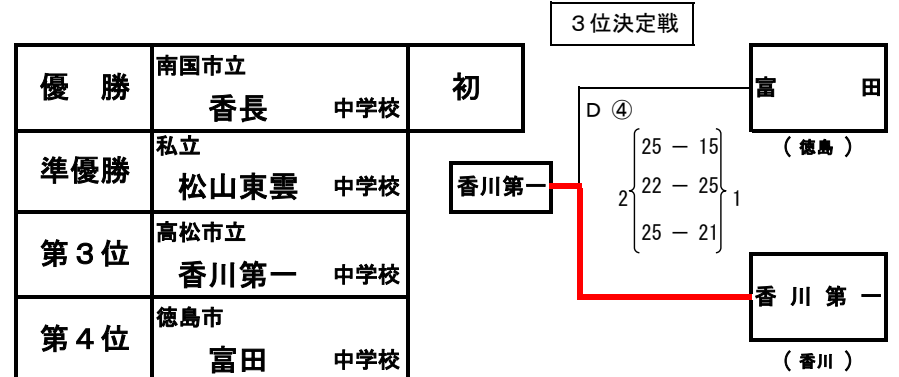 ３位決定戦
優　勝
南国市立
香長　中学校
初
準優勝
私立
松山東雲　中学校
第３位
高松市立
香川第一　中学校
第４位
徳島市
富田　中学校
富　田
（ 徳島 ）
Ｄ ④
25 － 15
22 － 25
25 － 21
2
1
香川第一
香 川 第 一
（ 香川 ）